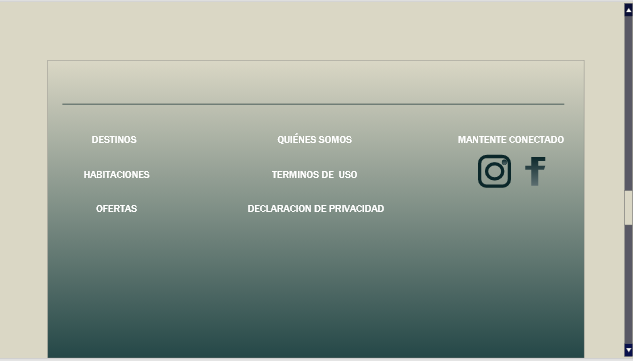 DESTINOS
QUIÉNES SOMOS
MANTENTE CONECTADO
HABITACIONES
TERMINOS DE  USO
OFERTAS
DECLARACION DE PRIVACIDAD